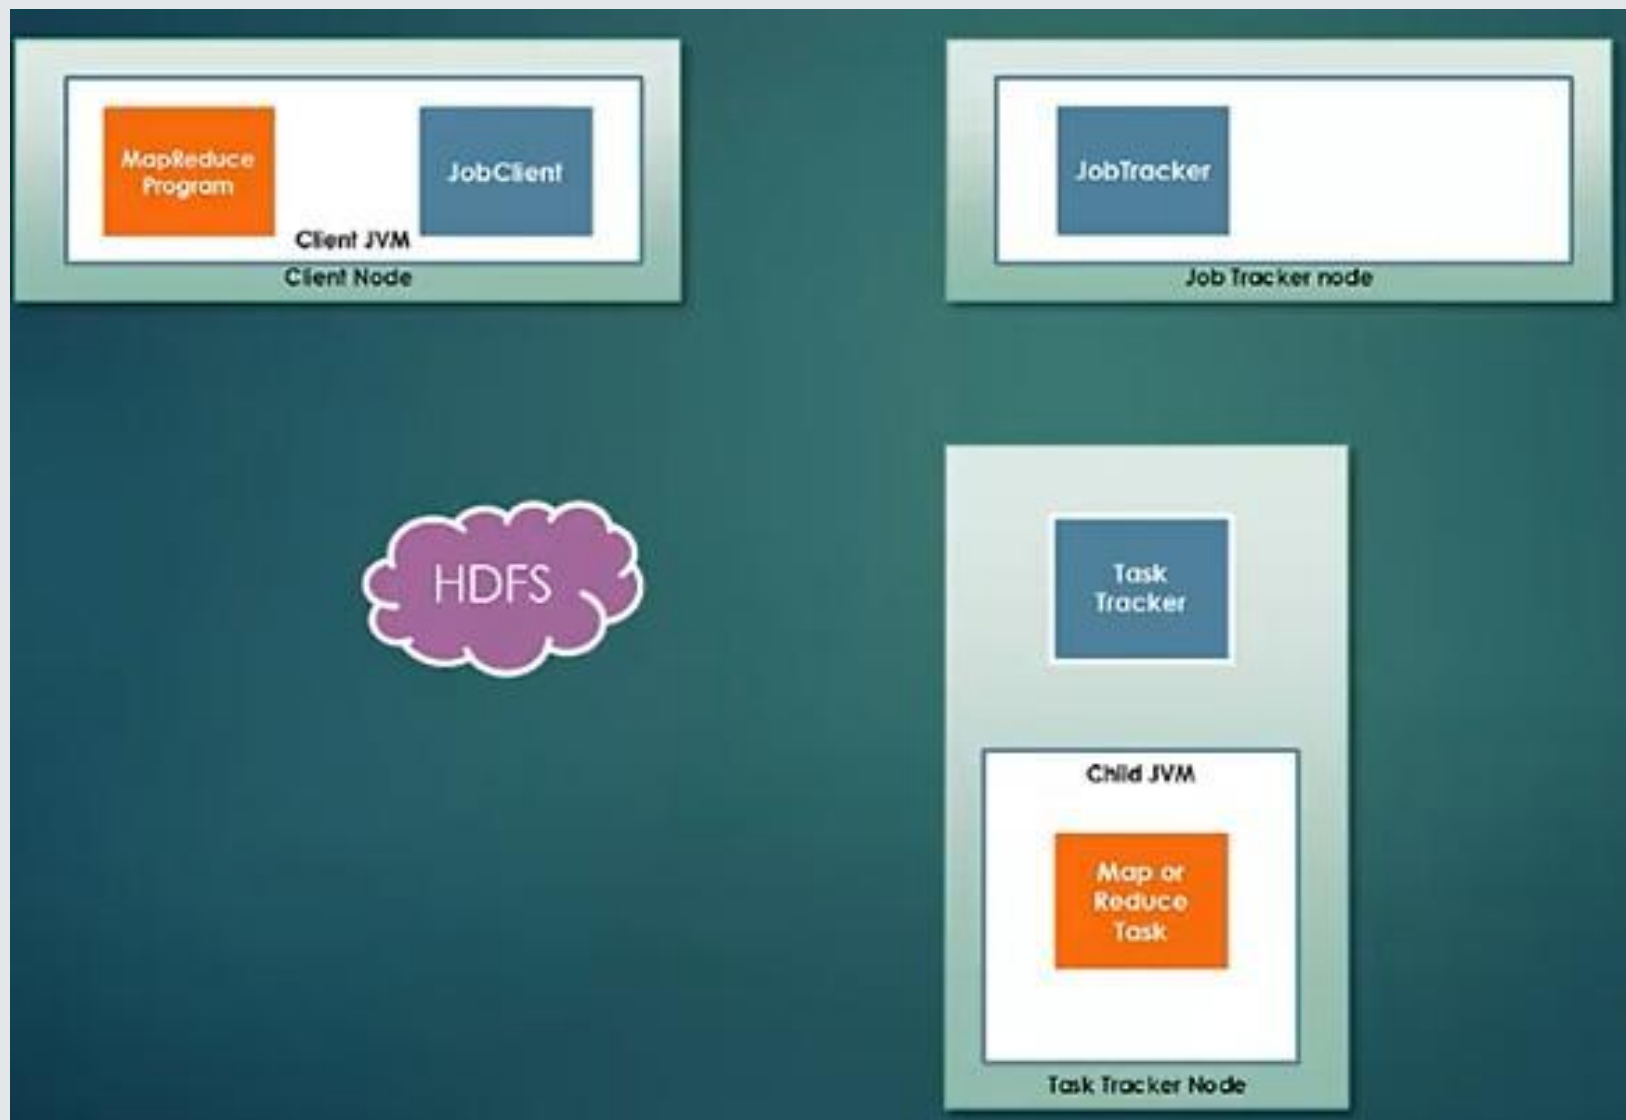 MapReduce
Program
JobClient
Client JVM
Client Node
JobTracker
Job Tracker node
HDFS
Task
Tracker
Child JVM
Map or
Reduce
Task
Task Tracker Node